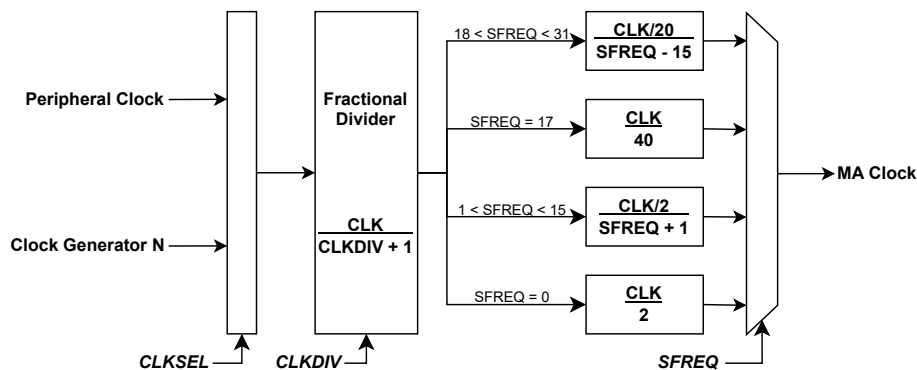 Peripheral Clock
Clock Generator N
CLKSEL
Fractional
Divider
CLK
CLKDIV + 1
CLKDIV
18 < SFREQ < 31
CLK/20
SFREQ - 15
SFREQ = 17
CLK
40
1 < SFREQ < 15
CLK/2
SFREQ + 1
SFREQ = 0
CLK
2
SFREQ
MA Clock